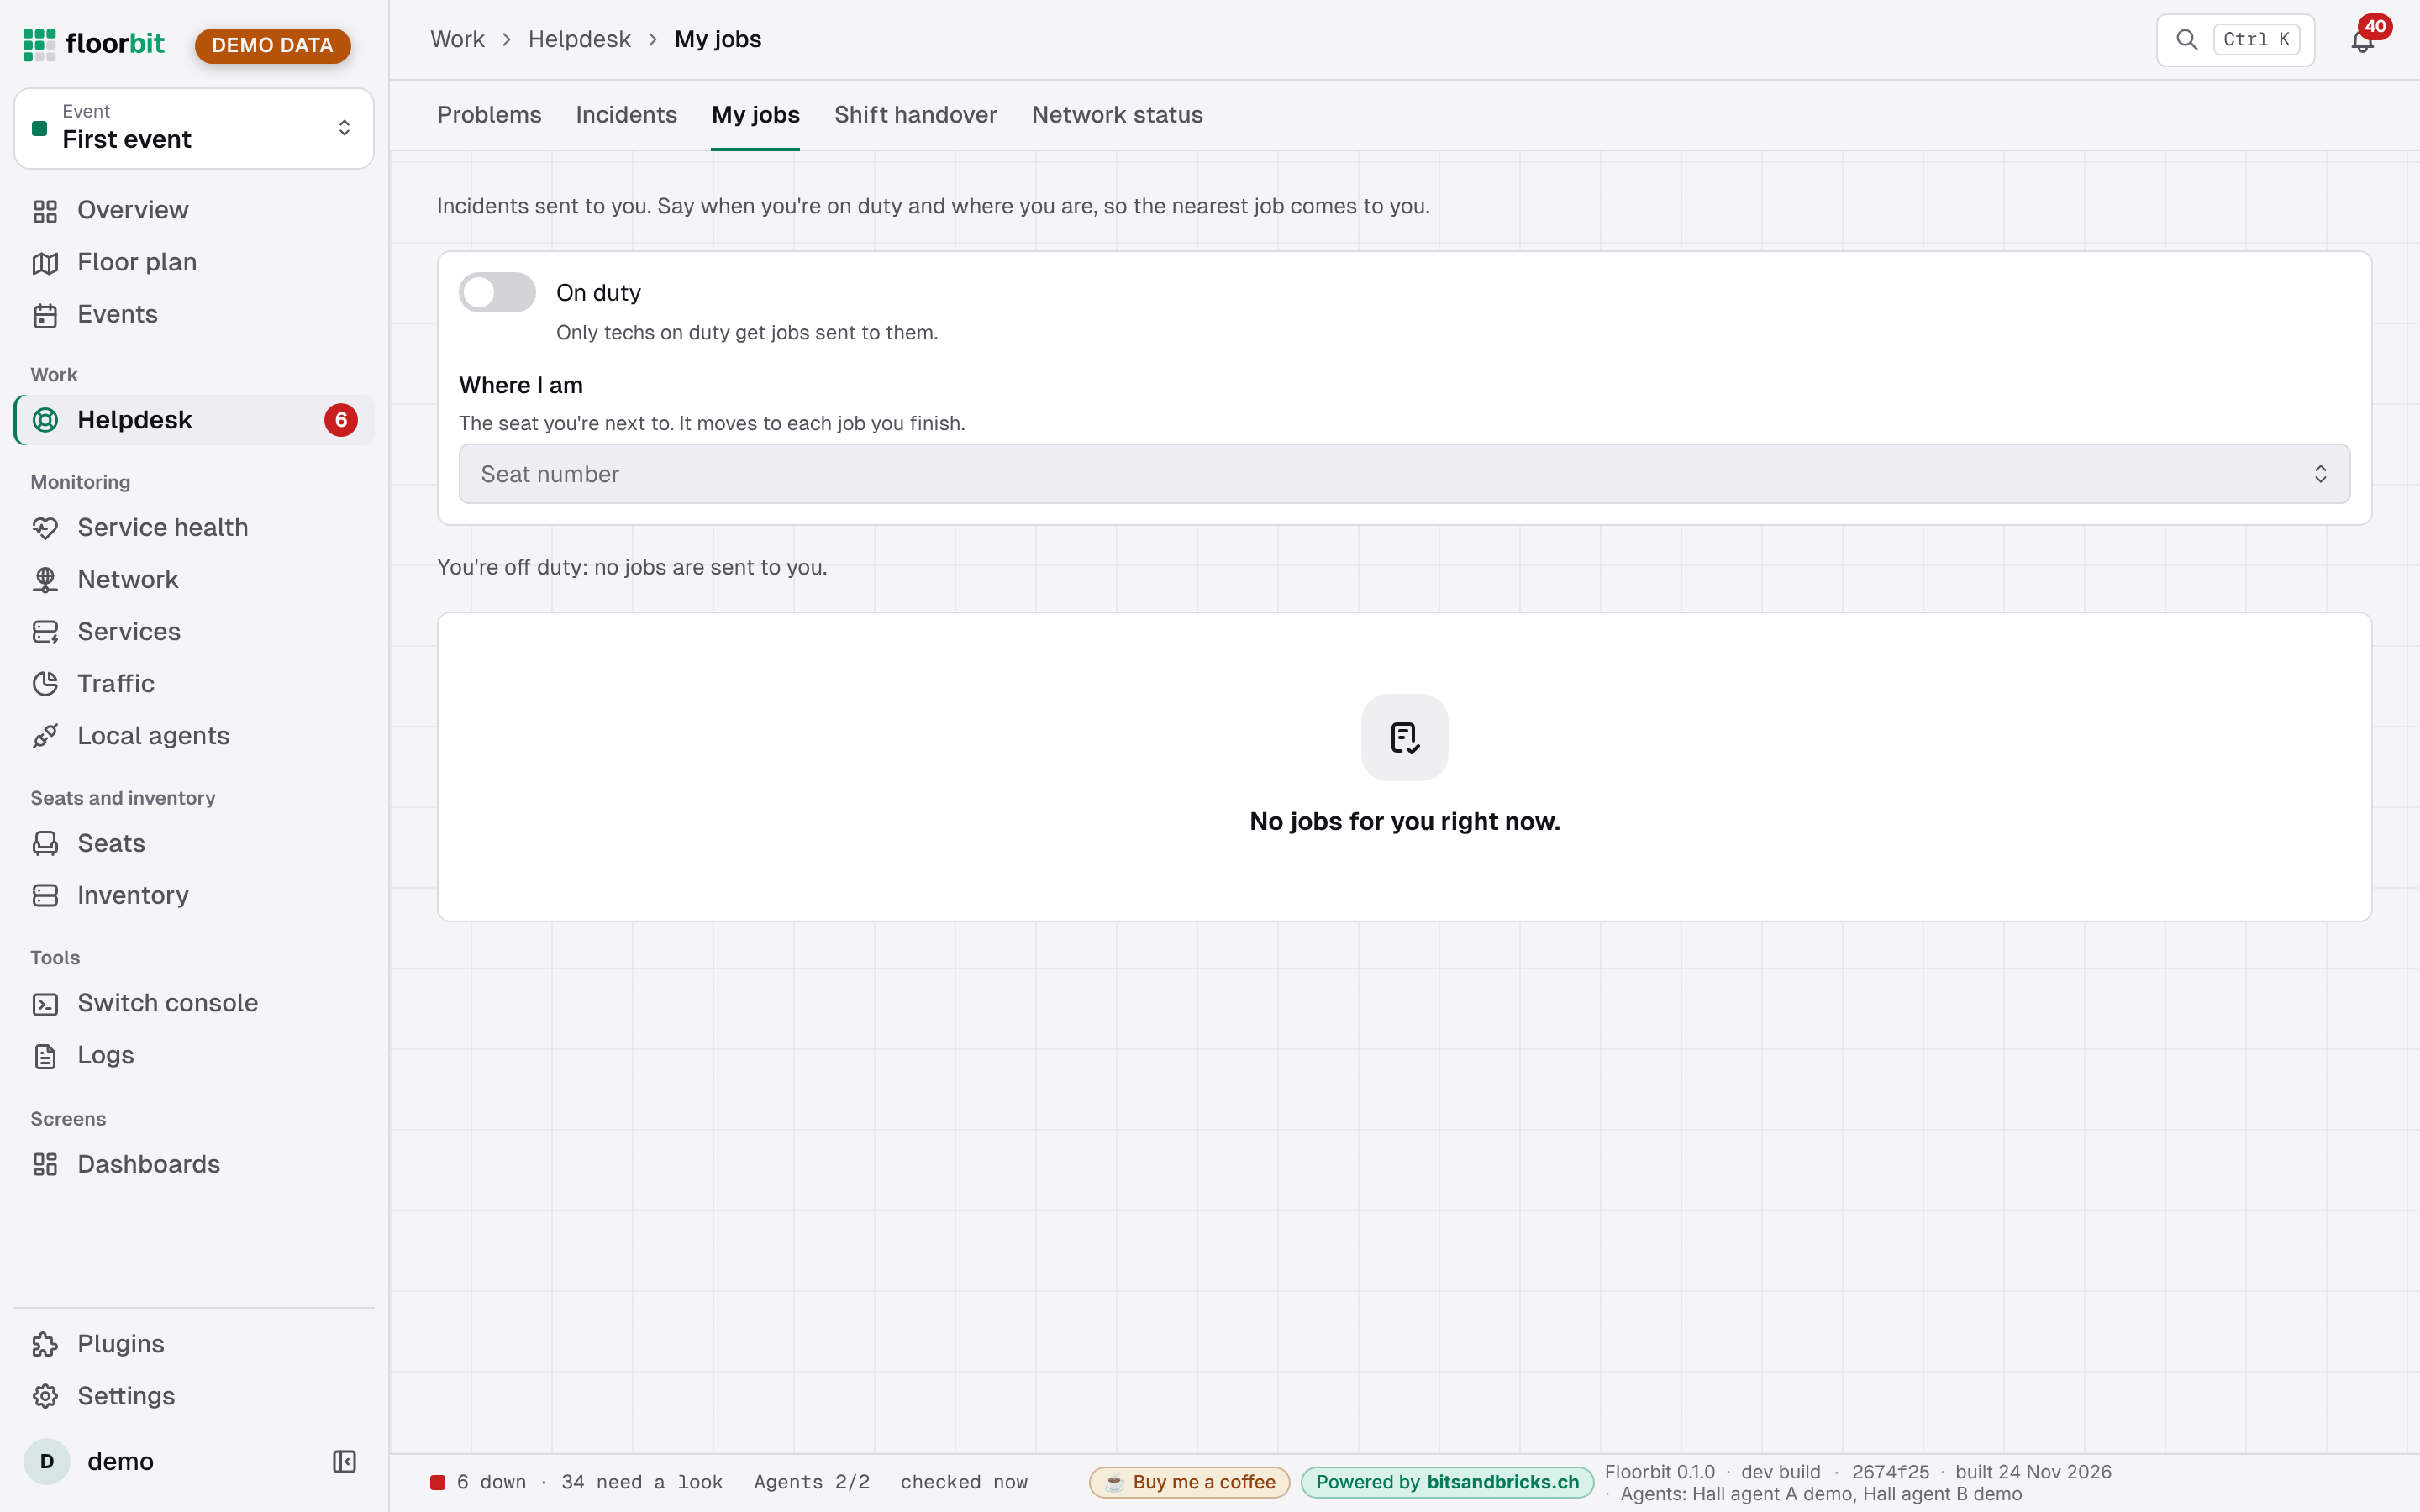 floorbit
DEMO DATA
Event
First event
Overview
Floor plan
Events
Work
Helpdesk
6
Monitoring
Service health
Network
Services
Traffic
Local agents
Seats and inventory
Seats
Inventory
Tools
Switch console
Logs
Screens
Dashboards
Plugins
Settings
D
demo
Work
Helpdesk
My jobs
Ctrl K
40
Problems
Incidents
My jobs
Shift handover
Network status
Incidents sent to you. Say when you're on duty and where you are, so the nearest job comes to you.
On duty
Only techs on duty get jobs sent to them.
Where I am
The seat you're next to. It moves to each job you finish.
Seat number
You're off duty: no jobs are sent to you.
No jobs for you right now.
6 down · 34 need a look
Agents 2/2
checked now
Buy me a coffee
Powered by bitsandbricks.ch
Floorbit 0.1.0 · dev build · 2674f25 · built 24 Nov 2026
· Agents: Hall agent A demo, Hall agent B demo